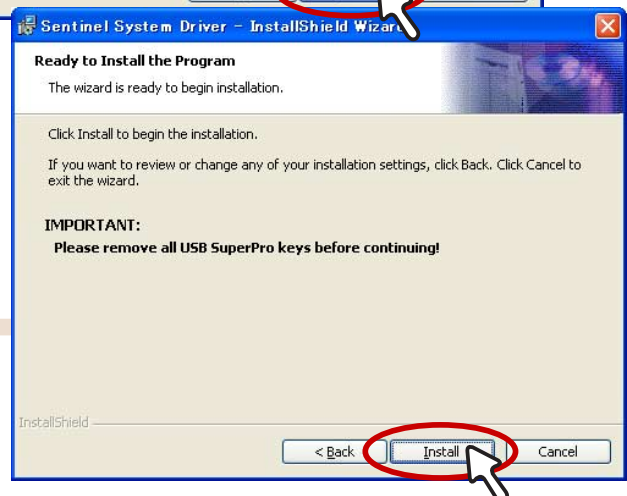 Sentinel System Driver - InstallShield Wizard
Ready to Install the Program
The wizard is ready to begin installation.
Click Install to begin the installation.
If you want to review or change any of your installation settings, click Back. Click Cancel to
exit the wizard.
IMPORTANT:
Please remove all USB SuperPro keys before continuing!
InstallShield
< Back
Install
Cancel